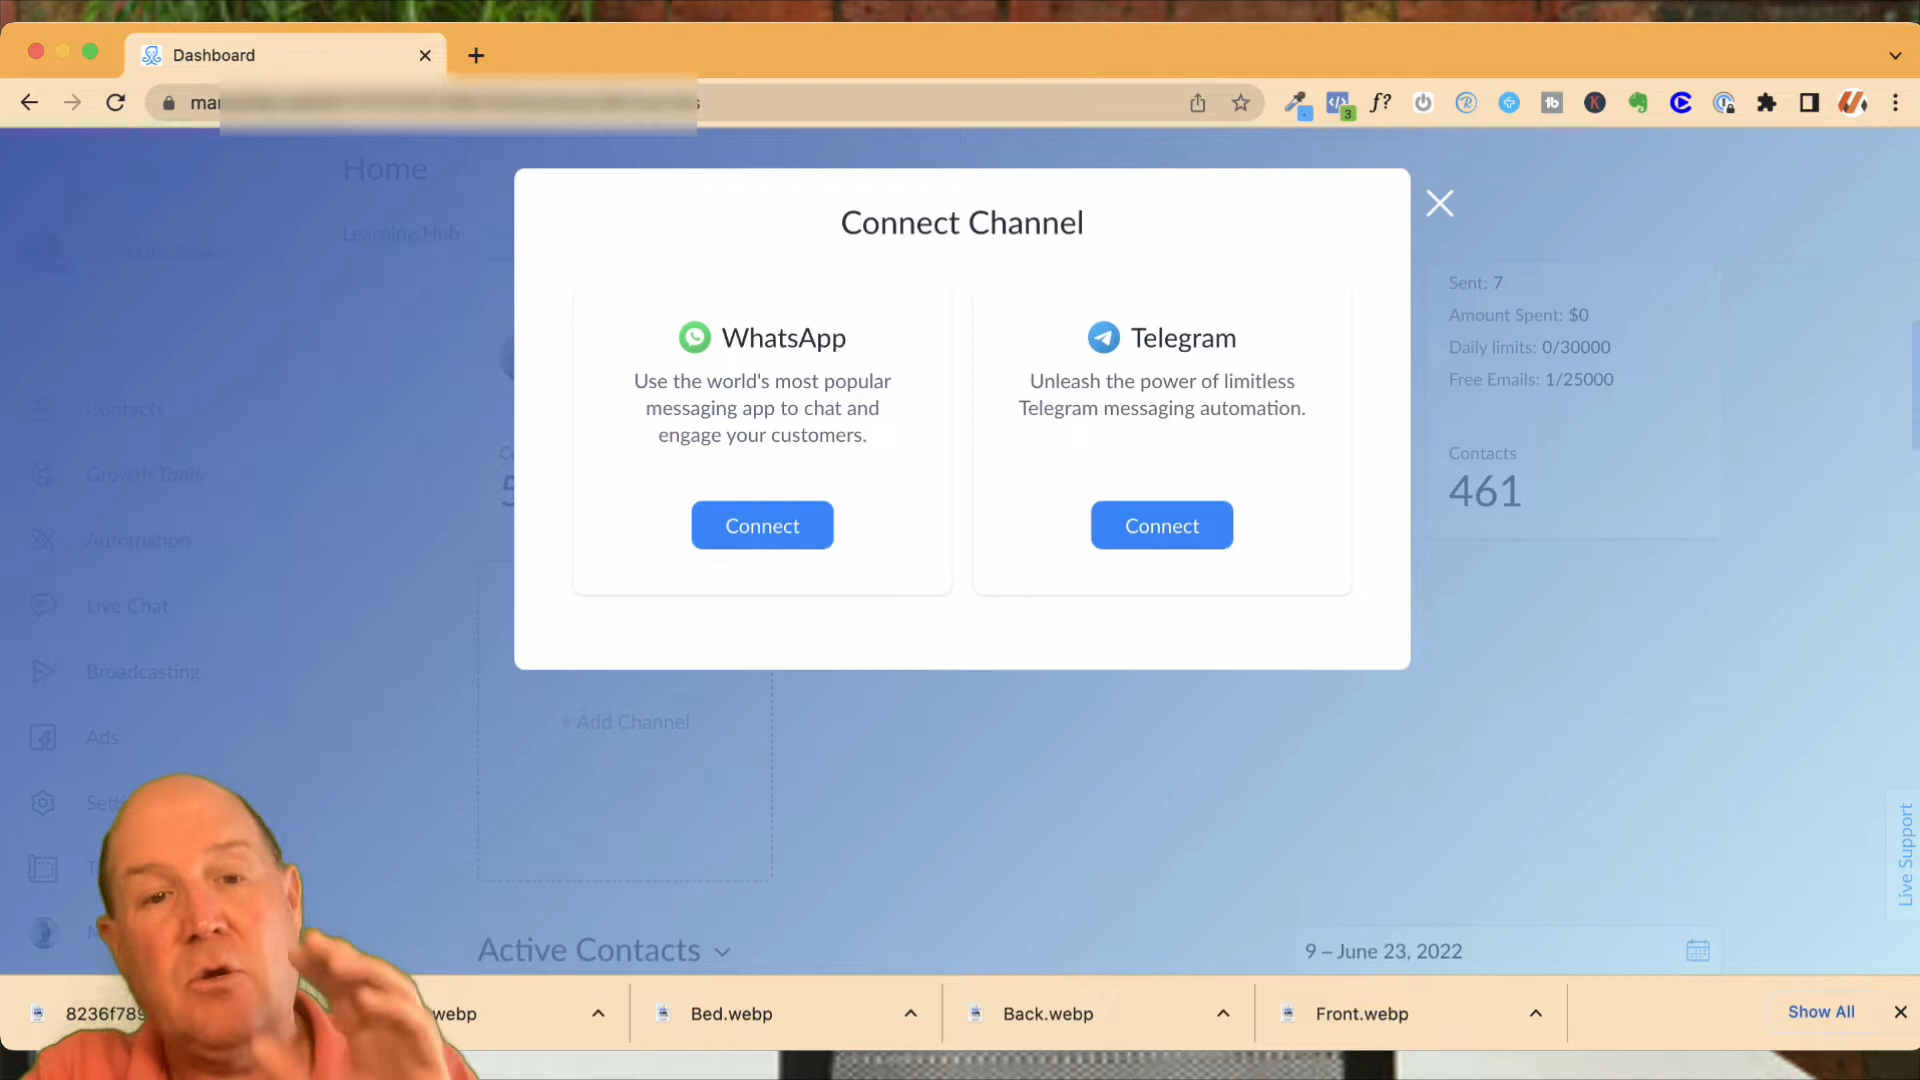 Dashboard
3
Home
Learning Hub
Connect Channel
WhatsApp
Use the world's most popular
messaging app to chat and
engage your customers.
Connect
Telegram
Unleash the power of limitless
Telegram messaging automation.
Connect
Sent: 7
Amount Spent: $0
Daily limits: 0/30000
Free Emails: 1/25000
Contacts
461
Contacts
Growth Tools
Automation
Live Chat
Broadcasting
Ads
+ Add Channel
Live Support
Active Contacts
9 – June 23, 2022
8236f789
webp
Bed.webp
Back.webp
Front.webp
Show All